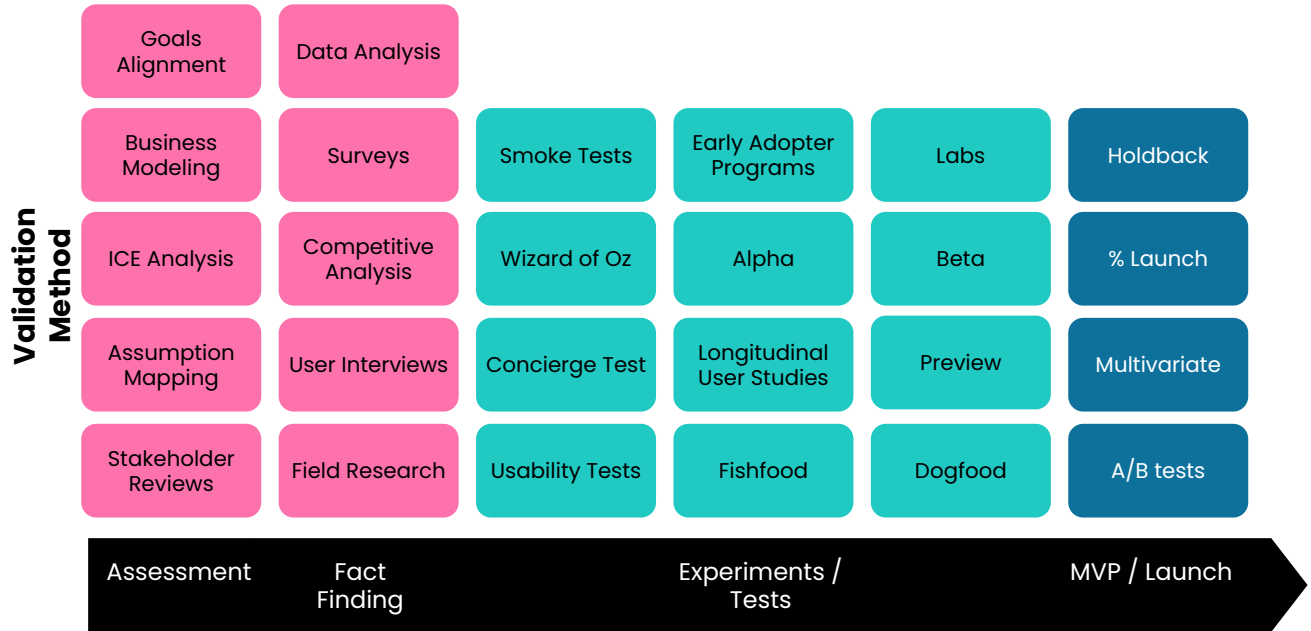 Goals
Alignment
Data Analysis
Business
Modeling
Surveys
Smoke Tests
Early Adopter
Programs
Labs
Holdback
Validation
Method
ICE Analysis
Competitive
Analysis
Wizard of Oz
Alpha
Beta
% Launch
Assumption
Mapping
User Interviews
Concierge Test
Longitudinal
User Studies
Preview
Multivariate
Stakeholder
Reviews
Field Research
Usability Tests
Fishfood
Dogfood
A/B tests
Assessment
Fact
Finding
Experiments /
Tests
MVP / Launch